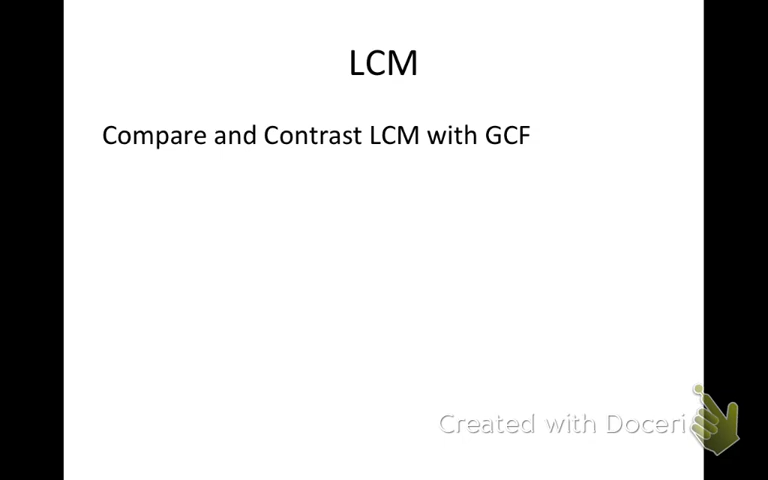 LCM
Compare and Contrast LCM with GCF
Created with Doceri